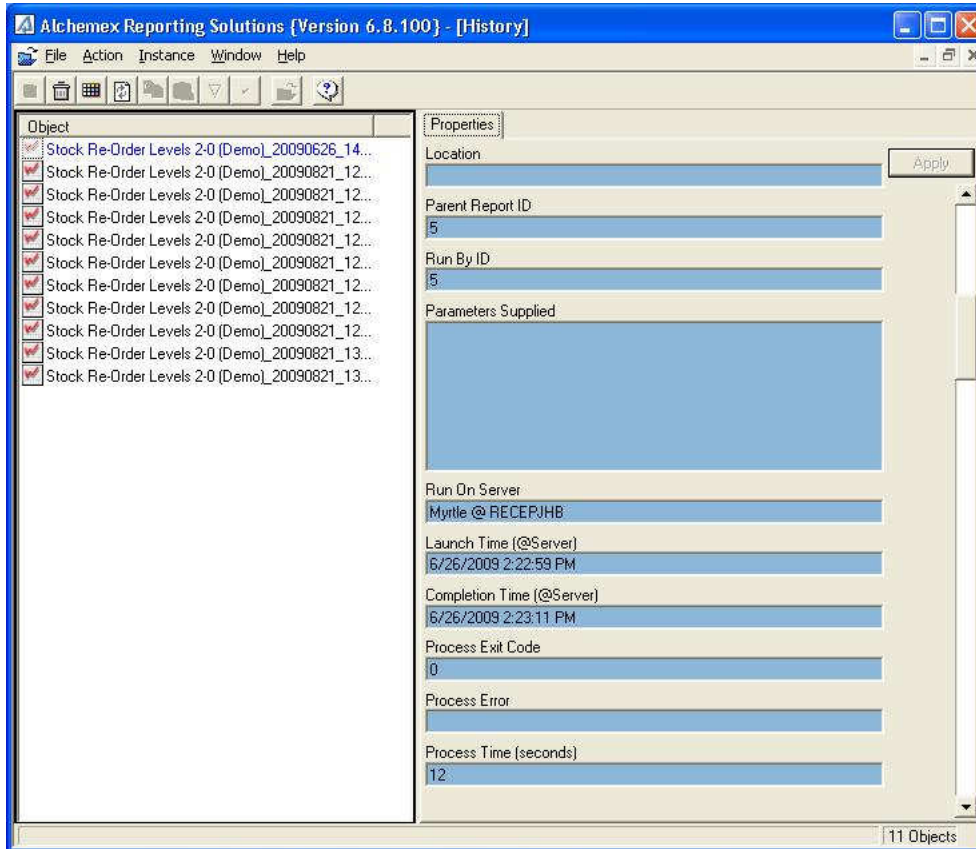 Alchemex Reporting Solutions {Version 6.8.100} - [History]
File Action Instance Window Help
Object
Stock Re-Order Levels 2-0 (Demo)_20090626_14...
Stock Re-Order Levels 2-0 (Demo)_20090821_12...
Stock Re-Order Levels 2-0 (Demo)_20090821_12...
Stock Re-Order Levels 2-0 (Demo)_20090821_12...
Stock Re-Order Levels 2-0 (Demo)_20090821_12...
Stock Re-Order Levels 2-0 (Demo)_20090821_12...
Stock Re-Order Levels 2-0 (Demo)_20090821_12...
Stock Re-Order Levels 2-0 (Demo)_20090821_12...
Stock Re-Order Levels 2-0 (Demo)_20090821_12...
Stock Re-Order Levels 2-0 (Demo)_20090821_13...
Stock Re-Order Levels 2-0 (Demo)_20090821_13...
Properties
Location
Apply
Parent Report ID
5
Run By ID
5
Parameters Supplied
Run On Server
Myrtle @ RECEPJHB
Launch Time (@Server)
6/26/2009 2:22:59 PM
Completion Time (@Server)
6/26/2009 2:23:11 PM
Process Exit Code
0
Process Error
Process Time (seconds)
12
11 Objects